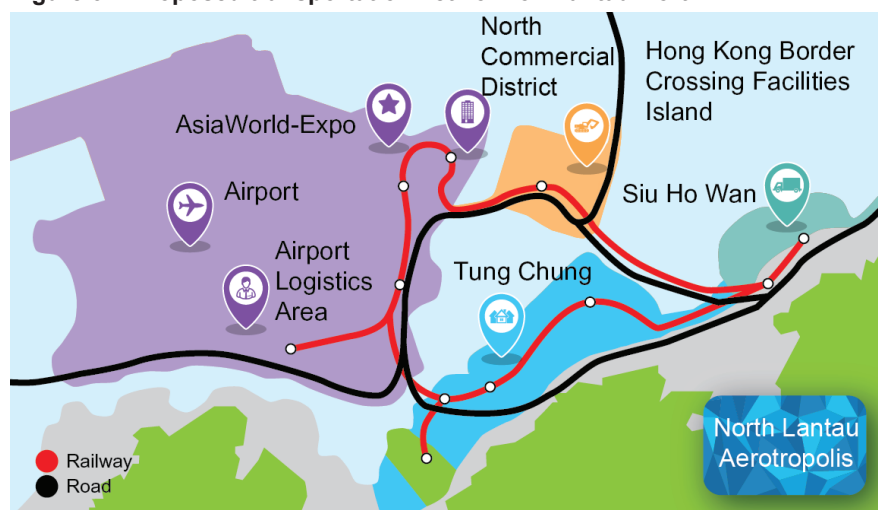 North
Commercial
District
Hong Kong Border
Crossing Facilities
Island
AsiaWorld-Expo
Airport
Siu Ho Wan
Airport
Logistics
Area
Tung Chung
North Lantau
Aerotropolis
Railway
Road